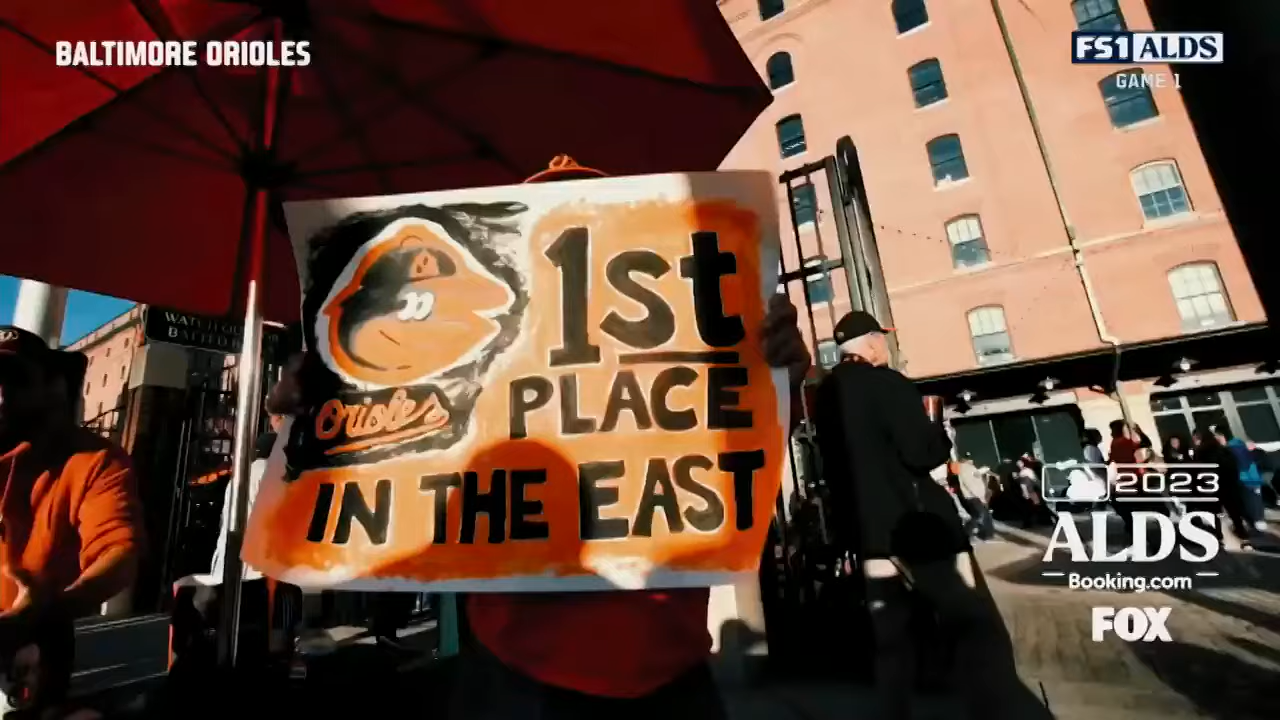 BALTIMORE ORIOLES
FS1 ALDS
GAME 1
1st
PLACE
Orioles
IN THE EAST
2023
ALDS
Booking.com
FOX